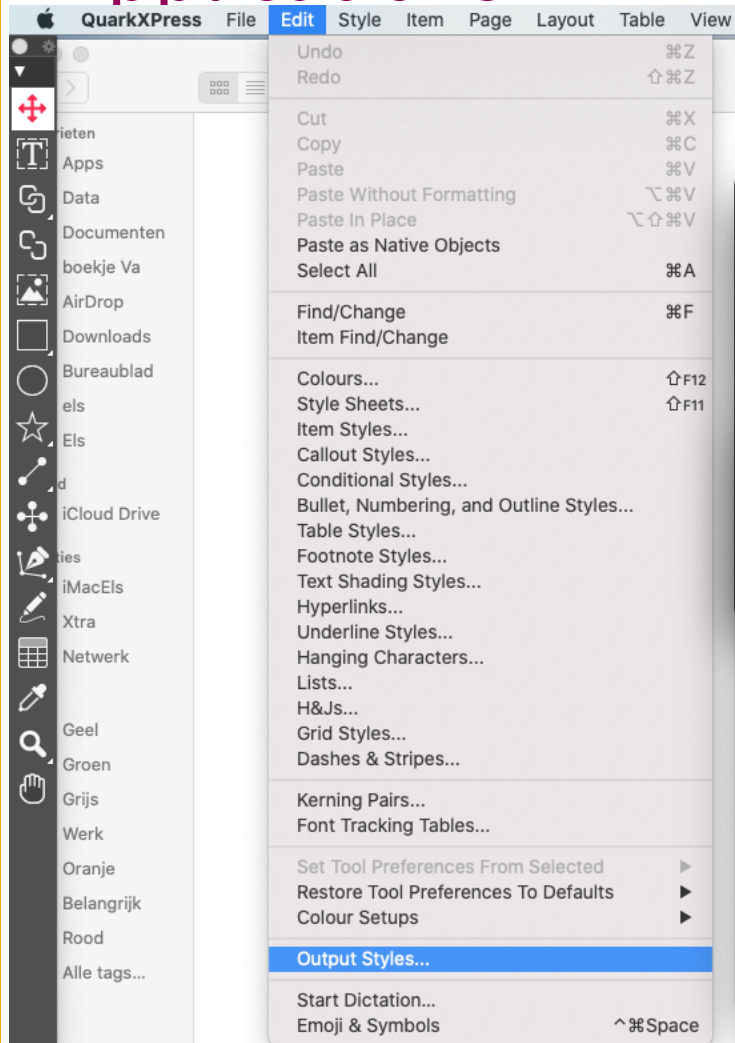 QuarkXPress File Edit Style Item Page Layout Table View
Undo ⌘Z
Redo ⇧⌘Z
Cut ⌘X
Copy ⌘C
Paste ⌘V
Paste Without Formatting ⌥⌘V
Paste In Place ⌥⇧⌘V
Paste as Native Objects
Select All ⌘A
Find/Change ⌘F
Item Find/Change
Colours... ⇧F12
Style Sheets... ⇧F11
Item Styles...
Callout Styles...
Conditional Styles...
Bullet, Numbering, and Outline Styles...
Table Styles...
Footnote Styles...
Text Shading Styles...
Hyperlinks...
Underline Styles...
Hanging Characters...
Lists...
H&Js...
Grid Styles...
Dashes & Stripes...
Kerning Pairs...
Font Tracking Tables...
Set Tool Preferences From Selected
Restore Tool Preferences To Defaults
Colour Setups
Output Styles...
Start Dictation...
Emoji & Symbols ^⌘Space
rieten
Apps
Data
Documenten
boekje Va
AirDrop
Downloads
Bureaublad
els
Els
d
iCloud Drive
ties
iMacEls
Xtra
Netwerk
Geel
Groen
Grijs
Werk
Oranje
Belangrijk
Rood
Alle tags...